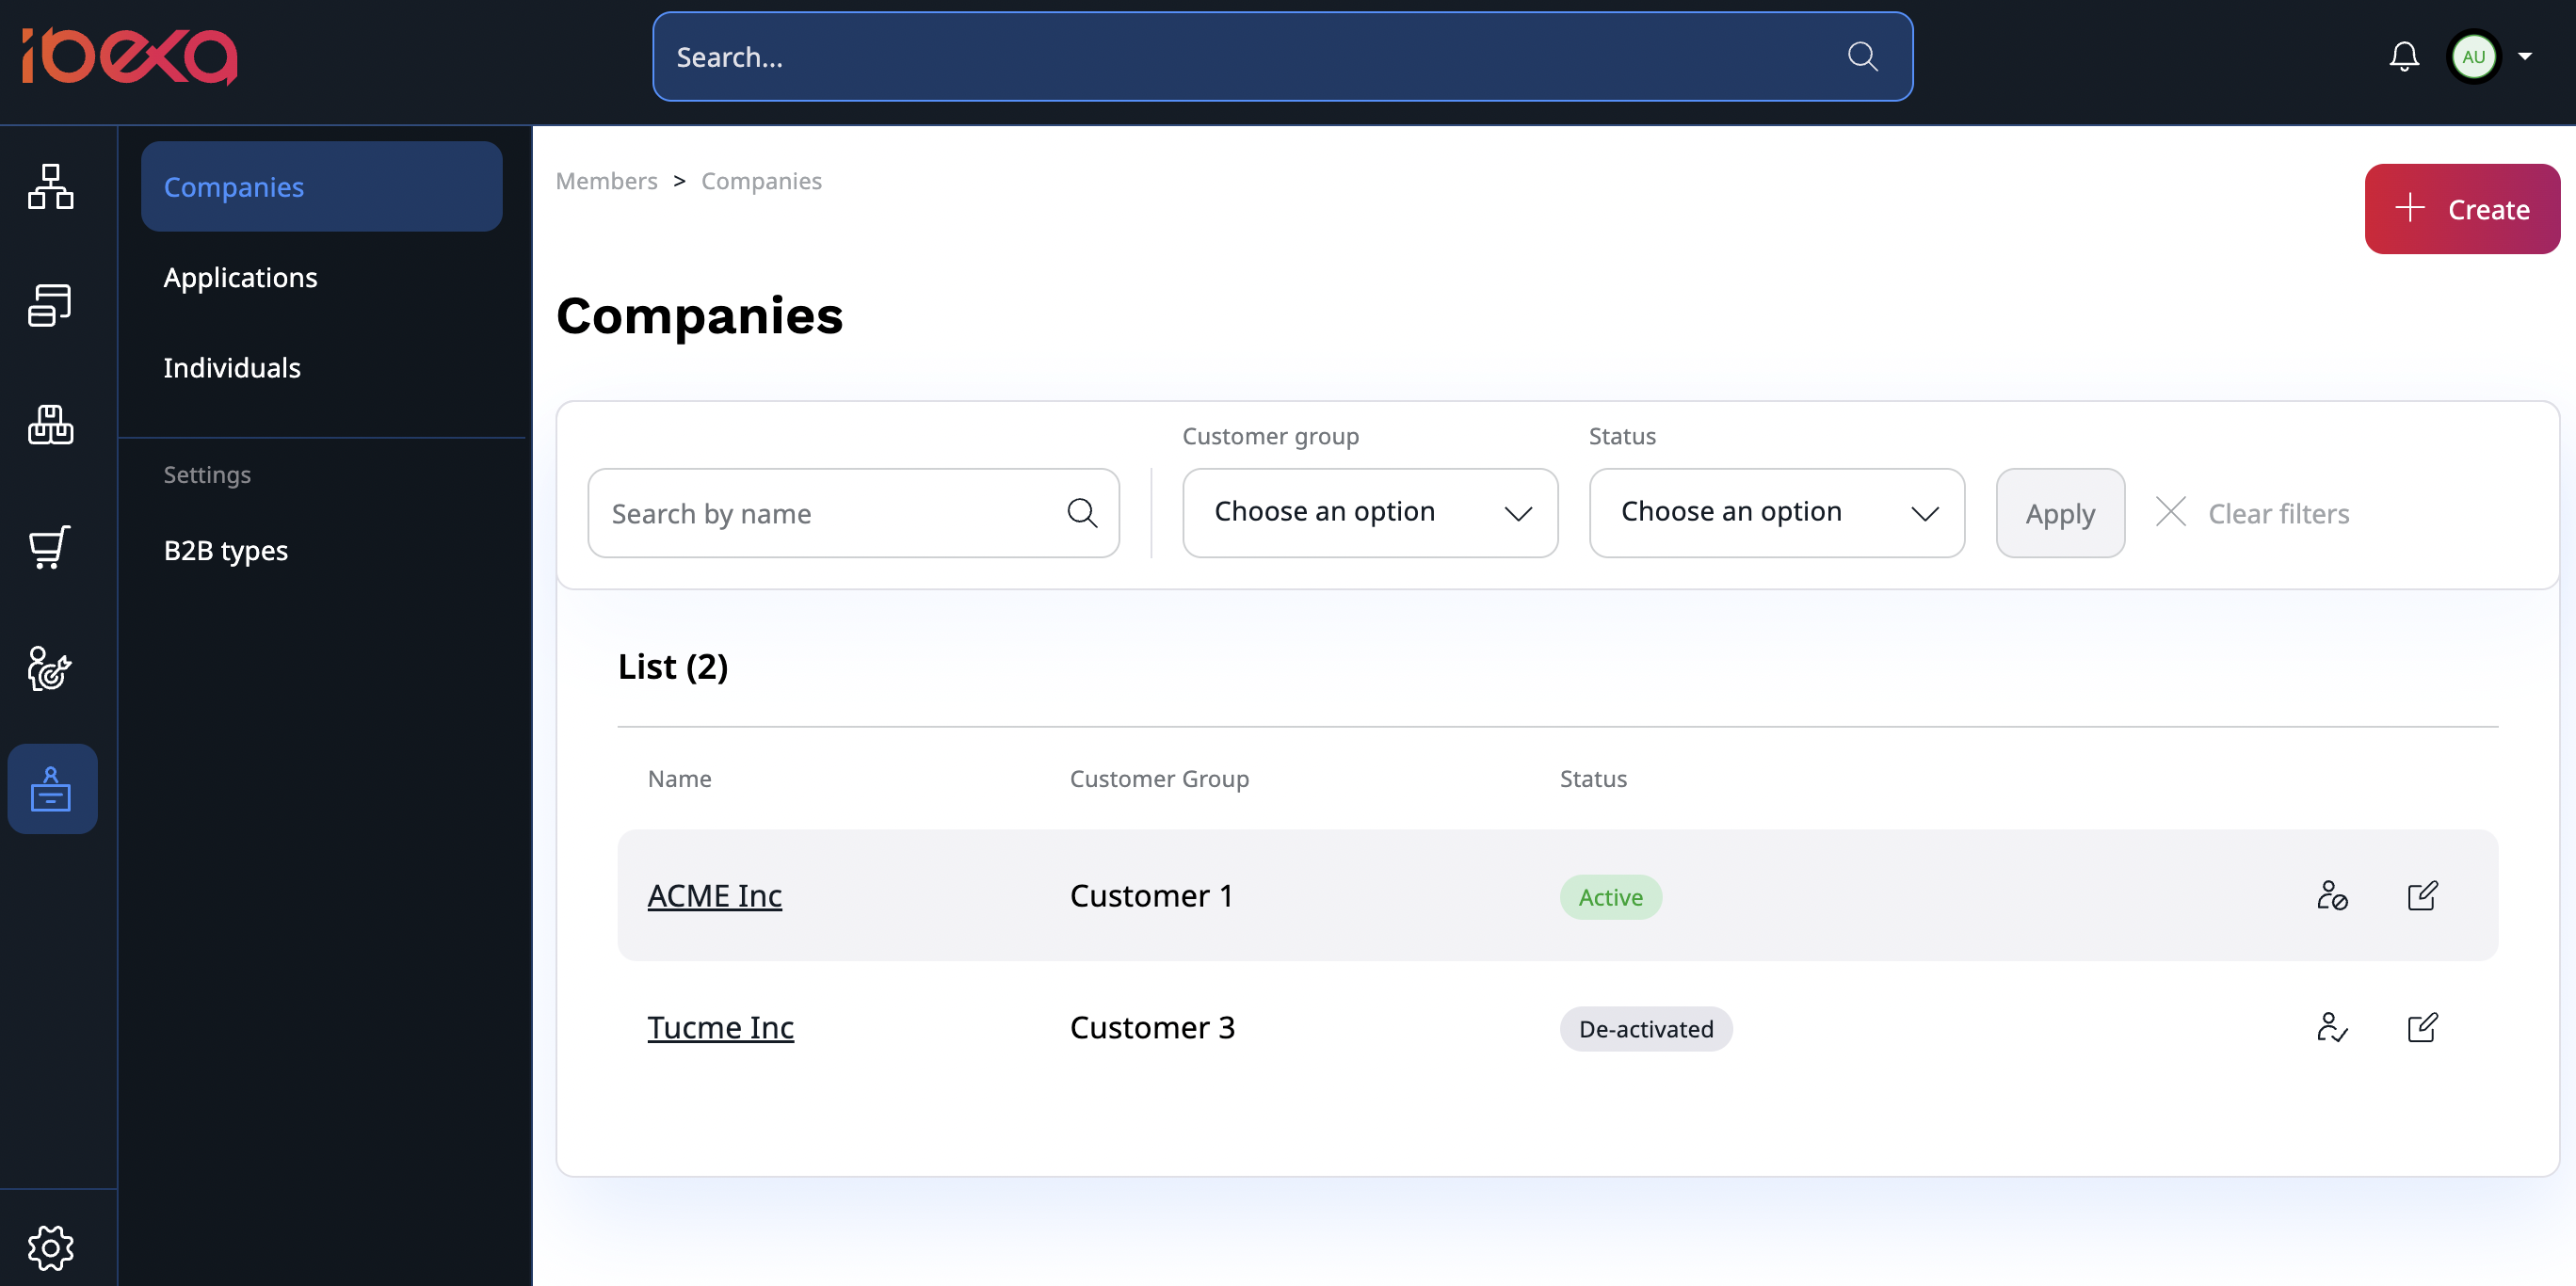 ibexa
Search...
AU
Companies
Applications
Individuals
Settings
B2B types
Members > Companies
Create
Companies
Customer group
Status
Search by name
Choose an option
Choose an option
Apply
Clear filters
List (2)
Name Customer Group Status
ACME Inc Customer 1 Active
Tucme Inc Customer 3 De-activated